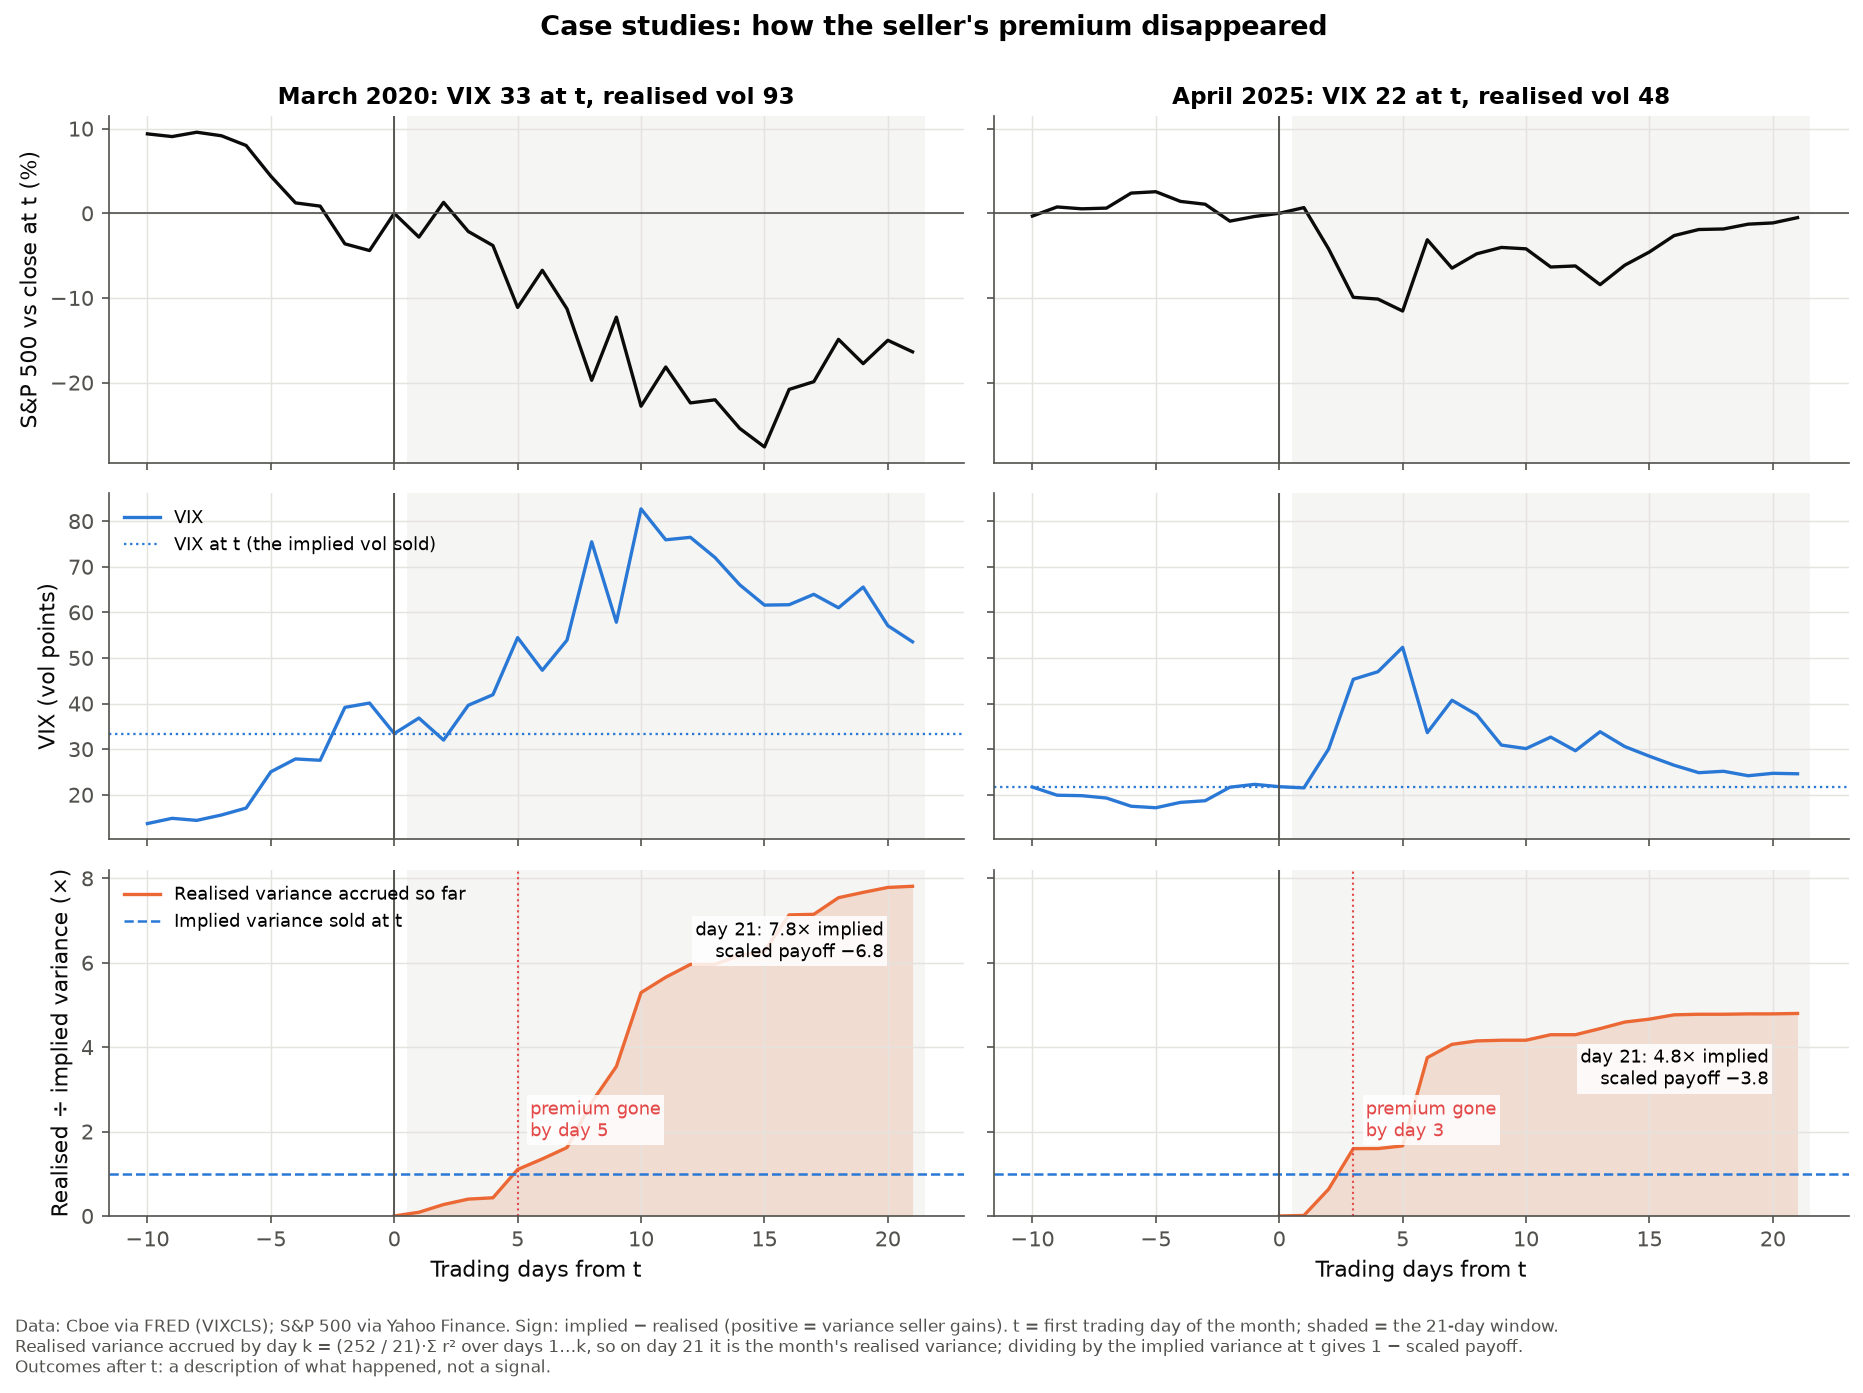 Case studies: how the seller's premium disappeared
March 2020: VIX 33 at t, realised vol 93
April 2025: VIX 22 at t, realised vol 48
S&P 500 vs close at t (%)
10
0
−10
−20
VIX (vol points)
80
70
60
50
40
30
20
VIX
VIX at t (the implied vol sold)
Realised ÷ implied variance (×)
8
6
4
2
0
Realised variance accrued so far
Implied variance sold at t
day 21: 7.8× implied
scaled payoff −6.8
premium gone
by day 5
day 21: 4.8× implied
scaled payoff −3.8
premium gone
by day 3
−10 −5 0 5 10 15 20
−10 −5 0 5 10 15 20
Trading days from t
Trading days from t
Data: Cboe via FRED (VIXCLS); S&P 500 via Yahoo Finance. Sign: implied − realised (positive = variance seller gains). t = first trading day of the month; shaded = the 21-day window.
Realised variance accrued by day k = (252 / 21)·Σ r² over days 1…k, so on day 21 it is the month's realised variance; dividing by the implied variance at t gives 1 − scaled payoff.
Outcomes after t: a description of what happened, not a signal.